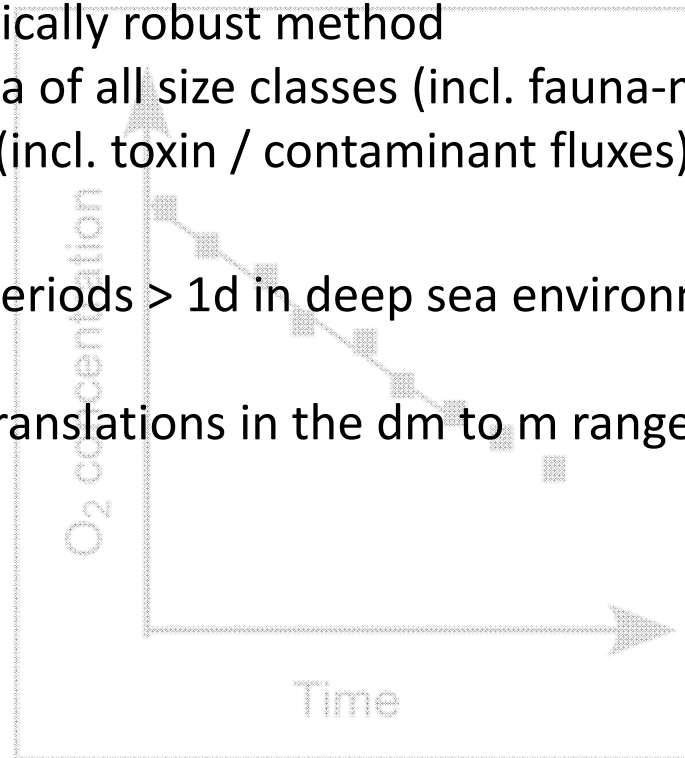 ically robust method
a of all size classes (incl. fauna-m
(incl. toxin / contaminant fluxes)
eriods > 1d in deep sea environn
ranslations in the dm to m range
O₂ concentration
Time